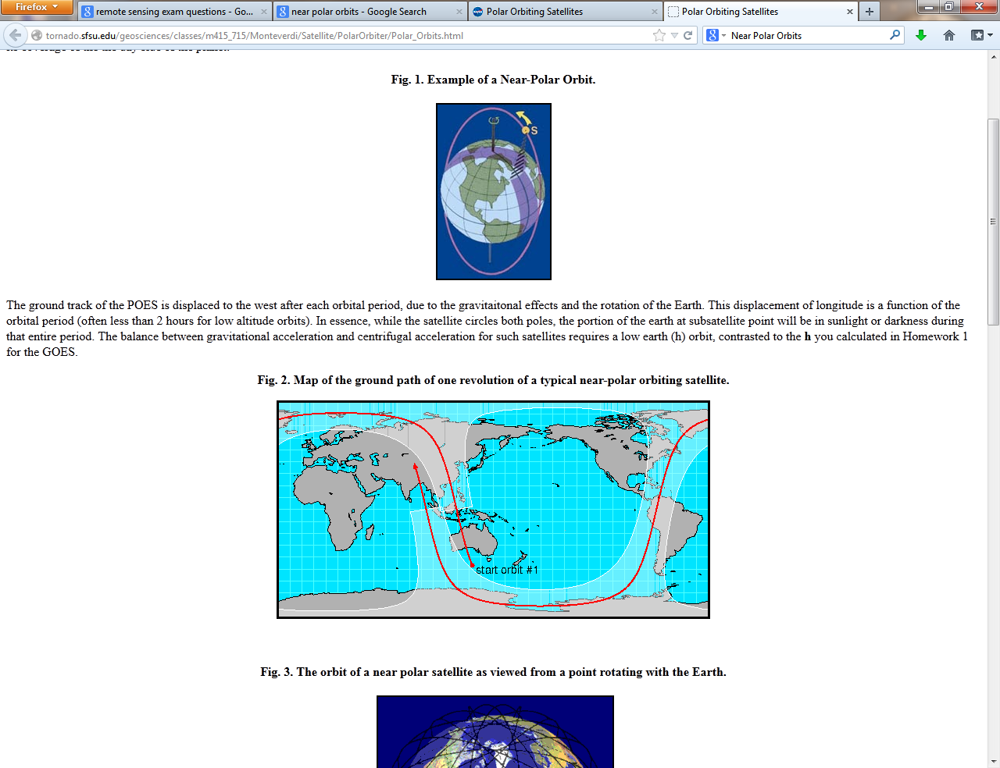 Firefox
remote sensing exam questions - Go...
near polar orbits - Google Search
Polar Orbiting Satellites
Polar Orbiting Satellites
tornado.sfsu.edu/geosciences/classes/m415_715/Monteverdi/Satellite/PolarOrbiter/Polar_Orbits.html
Near Polar Orbits
Fig. 1. Example of a Near-Polar Orbit.
S
The ground track of the POES is displaced to the west after each orbital period, due to the gravitaitonal effects and the rotation of the Earth. This displacement of longitude is a function of the
orbital period (often less than 2 hours for low altitude orbits). In essence, while the satellite circles both poles, the portion of the earth at subsatellite point will be in sunlight or darkness during
that entire period. The balance between gravitational acceleration and centrifugal acceleration for such satellites requires a low earth (h) orbit, contrasted to the h you calculated in Homework 1
for the GOES.
Fig. 2. Map of the ground path of one revolution of a typical near-polar orbiting satellite.
start orbit #1
Fig. 3. The orbit of a near polar satellite as viewed from a point rotating with the Earth.